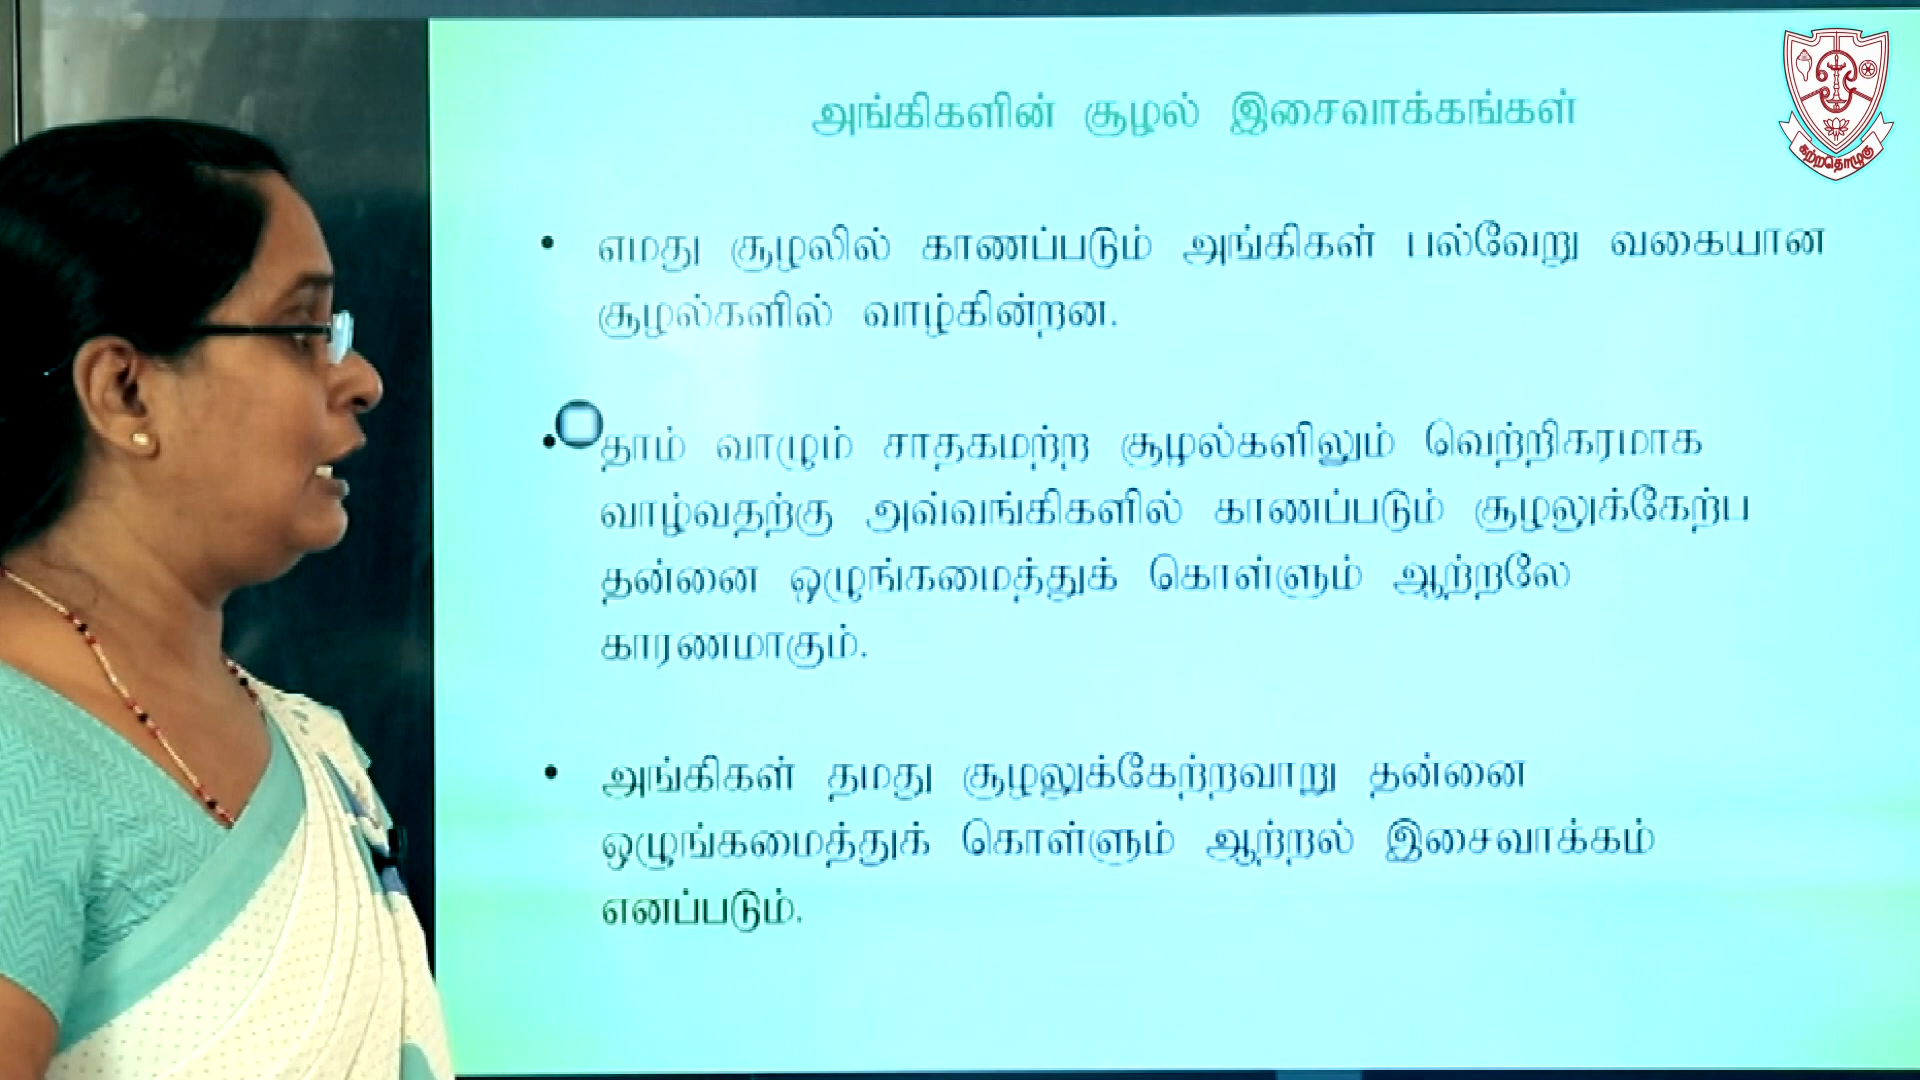 அங்கிகளின் சூழல் இசைவாக்கங்கள்
கற்றதொழுகு
• எமது சூழலில் காணப்படும் அங்கிகள் பல்வேறு வகையான
சூழல்களில் வாழ்கின்றன.
• தாம் வாழும் சாதகமற்ற சூழல்களிலும் வெற்றிகரமாக
வாழ்வதற்கு அவ்வங்கிகளில் காணப்படும் சூழலுக்கேற்ப
தன்னை ஒழுங்கமைத்துக் கொள்ளும் ஆற்றலே
காரணமாகும்.
• அங்கிகள் தமது சூழலுக்கேற்றவாறு தன்னை
ஒழுங்கமைத்துக் கொள்ளும் ஆற்றல் இசைவாக்கம்
எனப்படும்.